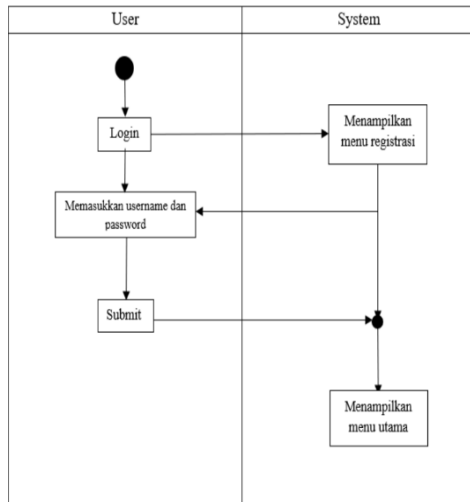 User
System
Login
Menampilkan
menu registrasi
Memasukkan username dan
password
Submit
Menampilkan
menu utama